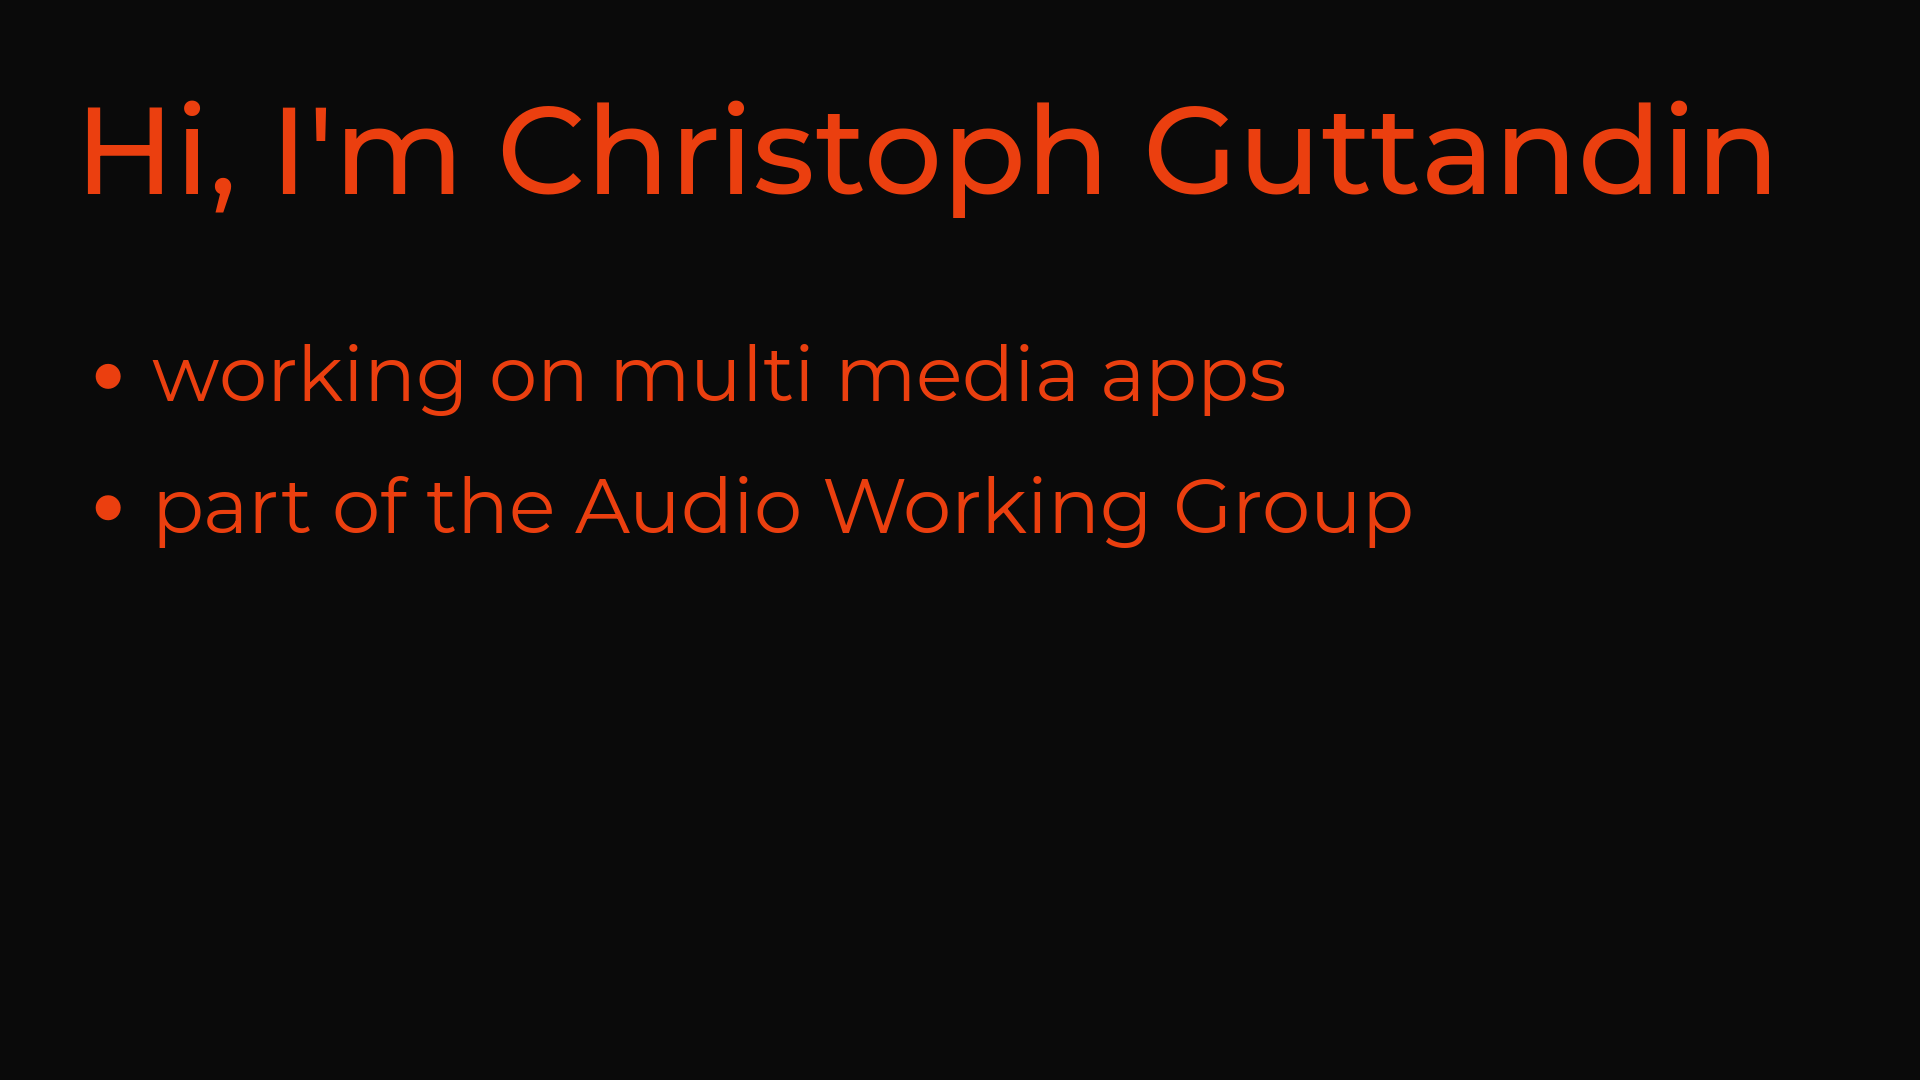 Hi, I'm Christoph Guttandin
• working on multi media apps
• part of the Audio Working Group